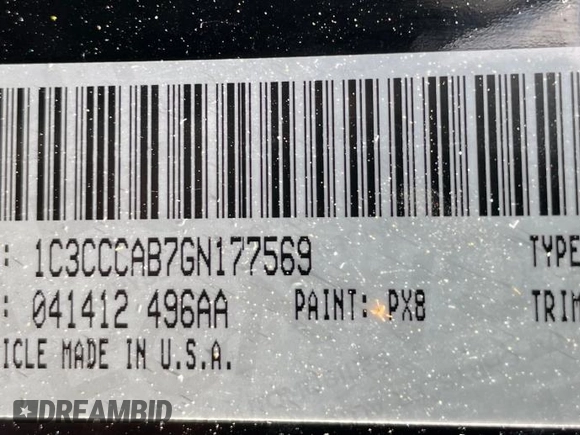 : 1C3CCCAB7GN177569 TYPE
: 041412 496AA PAINT: PX8 TRIM
ICLE MADE IN U.S.A.
DREAMBID